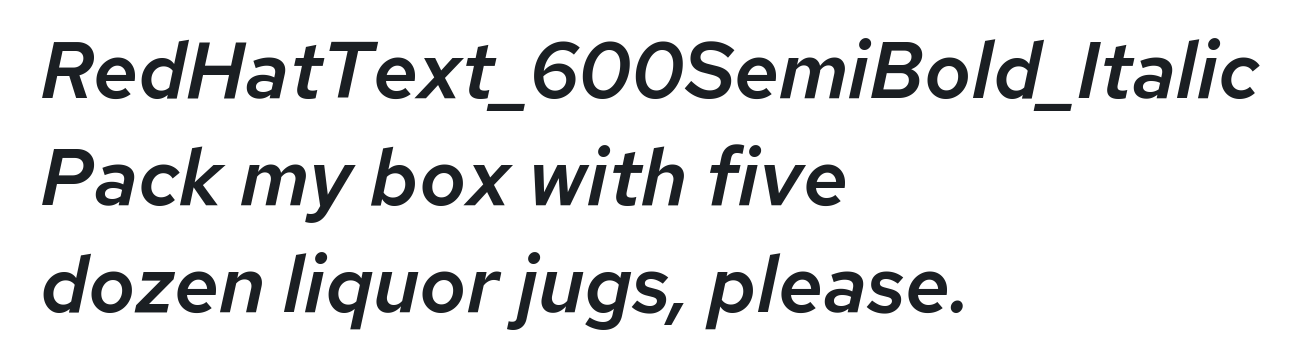 RedHatText_600SemiBold_Italic
Pack my box with five
dozen liquor jugs, please.